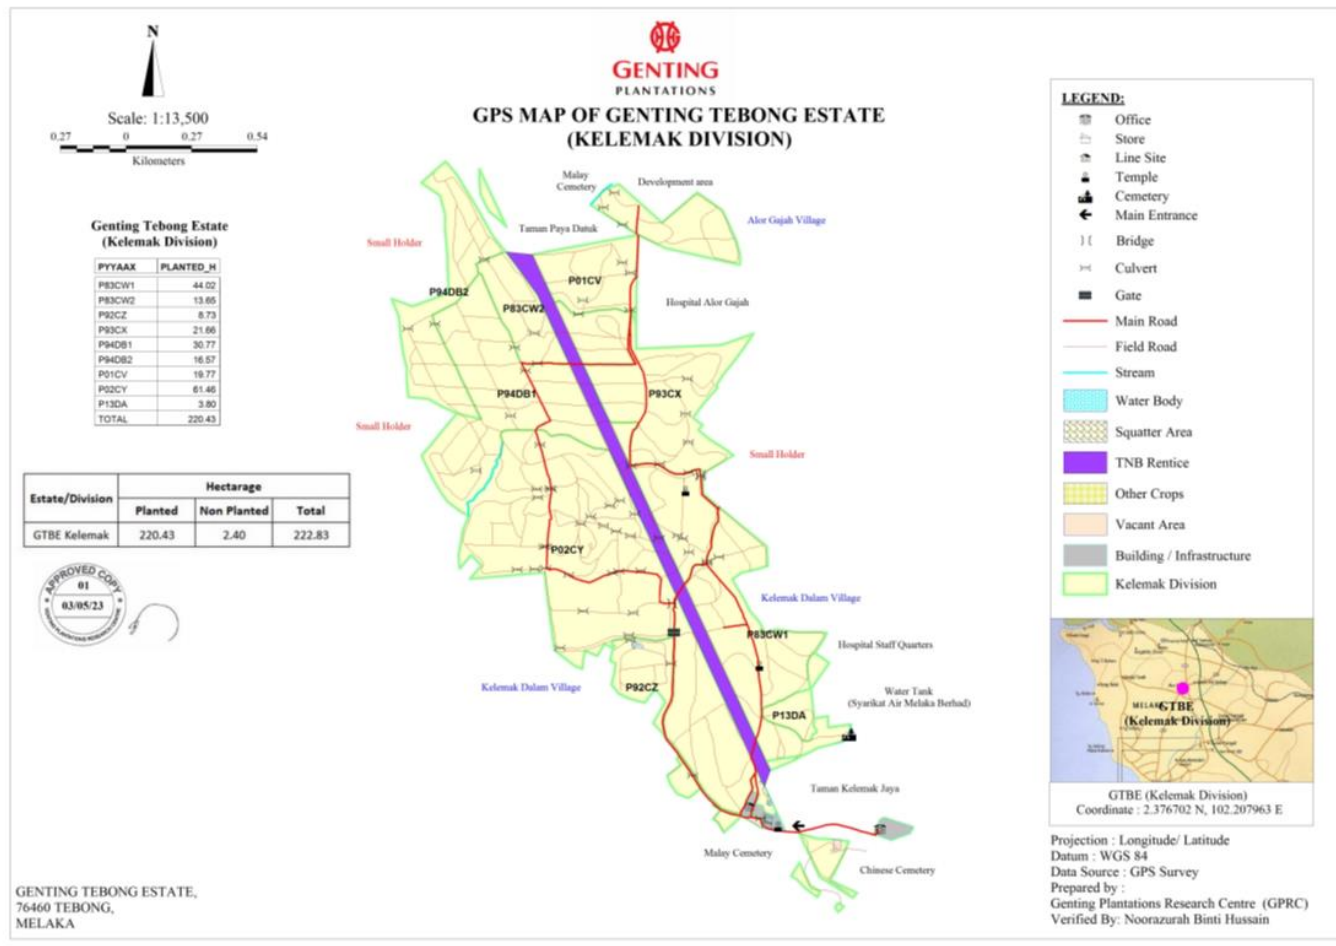 N
Scale: 1:13,500
0.27 0 0.27 0.54
Kilometers
GENTING
PLANTATIONS
GPS MAP OF GENTING TEBONG ESTATE
(KELEMAK DIVISION)
Genting Tebong Estate
(Kelemak Division)
PYYAAX PLANTED_H
P83CW1 44.02
P83CW2 13.65
P92CZ 8.73
P93CX 21.66
P94DB1 30.77
P94DB2 16.57
P01CV 19.77
P02CY 61.46
P13DA 3.80
TOTAL 220.43
Estate/Division Hectarage
Planted Non Planted Total
GTBE Kelemak 220.43 2.40 222.83
APPROVED COPY
01
03/05/23
GENTING PLANTATIONS RESEARCH CENTRE
Malay
Cemetery
Development area
Alor Gajah Village
Taman Paya Datuk
Small Holder
P01CV
P94DB2
P83CW2
Hospital Alor Gajah
P94DB1
P93CX
Small Holder
Small Holder
P02CY
Kelemak Dalam Village
P83CW1
Hospital Staff Quarters
Kelemak Dalam Village
P92CZ
Water Tank
(Syarikat Air Melaka Berhad)
P13DA
Taman Kelemak Jaya
Malay Cemetery
Chinese Cemetery
LEGEND:
Office
Store
Line Site
Temple
Cemetery
Main Entrance
Bridge
Culvert
Gate
Main Road
Field Road
Stream
Water Body
Squatter Area
TNB Rentice
Other Crops
Vacant Area
Building / Infrastructure
Kelemak Division
GTBE
(Kelemak Division)
GTBE (Kelemak Division)
Coordinate : 2.376702 N, 102.207963 E
Projection : Longitude/ Latitude
Datum : WGS 84
Data Source : GPS Survey
Prepared by :
Genting Plantations Research Centre (GPRC)
Verified By: Noorazurah Binti Hussain
GENTING TEBONG ESTATE,
76460 TEBONG,
MELAKA